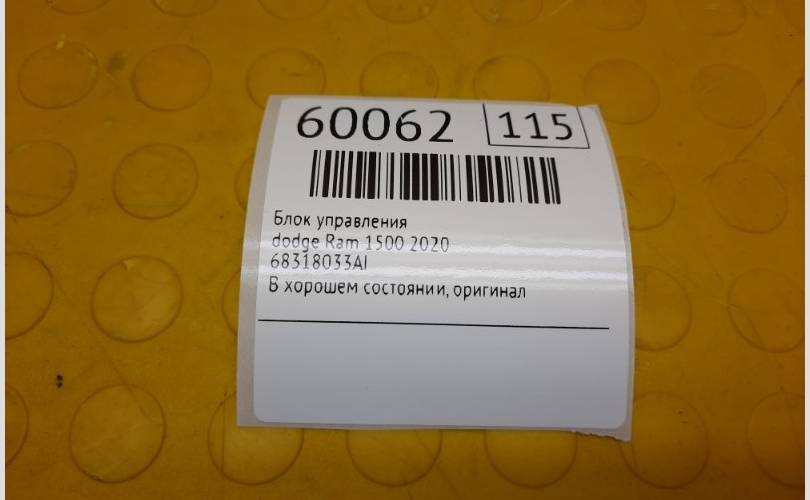 60062 115
Блок управления
dodge Ram 1500 2020
68318033AI
В хорошем состоянии, оригинал